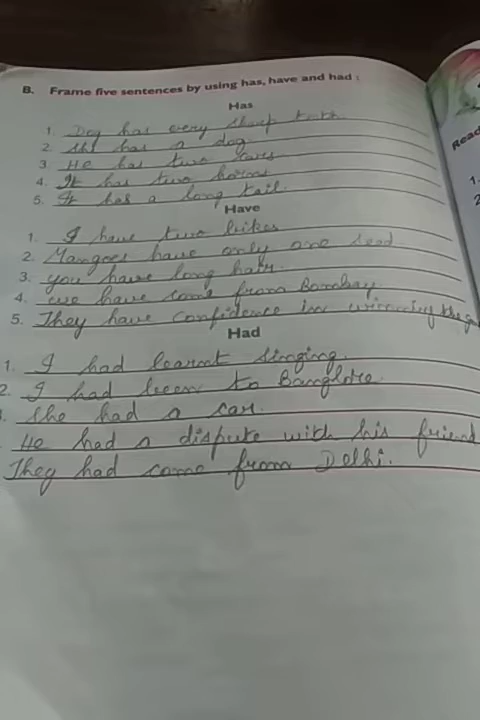 B. Frame five sentences by using has, have and had :
Has
1. Dog has very sharp teeth
2. She has a dog
3. He has two cars
4. It has two horns
5. It has a long tail.
Have
1. I have two bikes
2. Mangoes have only one seed
3. you have long hair.
4. we have come from Bombay
5. They have confidence in winning the
Had
1. I had learnt singing.
2. I had been to Banglore
She had a car.
He had a dispute with his friend
They had come from Delhi.
Read
1.
2